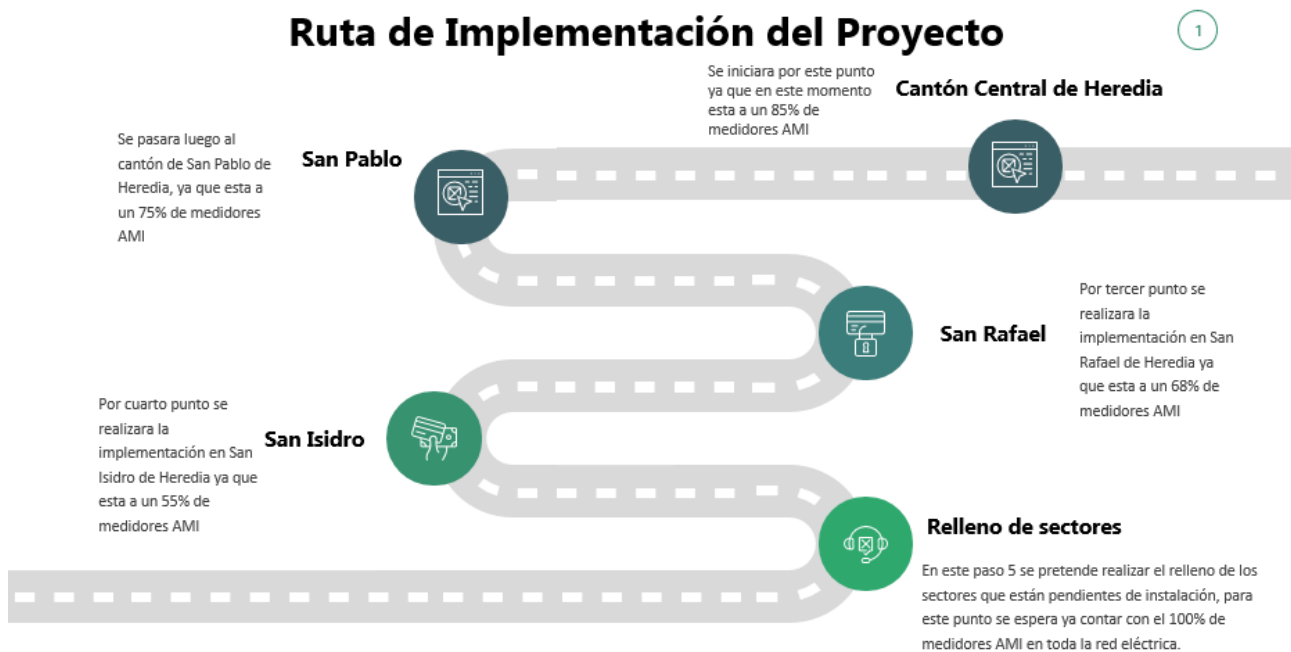 Ruta de Implementación del Proyecto
1
Se iniciara por este punto
ya que en este momento
esta a un 85% de
medidores AMI
Cantón Central de Heredia
Se pasara luego al
cantón de San Pablo de
Heredia, ya que esta a
un 75% de medidores
AMI
San Pablo
Por tercer punto se
realizara la
implementación en San
Rafael de Heredia ya
que esta a un 68% de
medidores AMI
San Rafael
Por cuarto punto se
realizara la
implementación en San
Isidro de Heredia ya que
esta a un 55% de
medidores AMI
San Isidro
Relleno de sectores
En este paso 5 se pretende realizar el relleno de los
sectores que están pendientes de instalación, para
este punto se espera ya contar con el 100% de
medidores AMI en toda la red eléctrica.